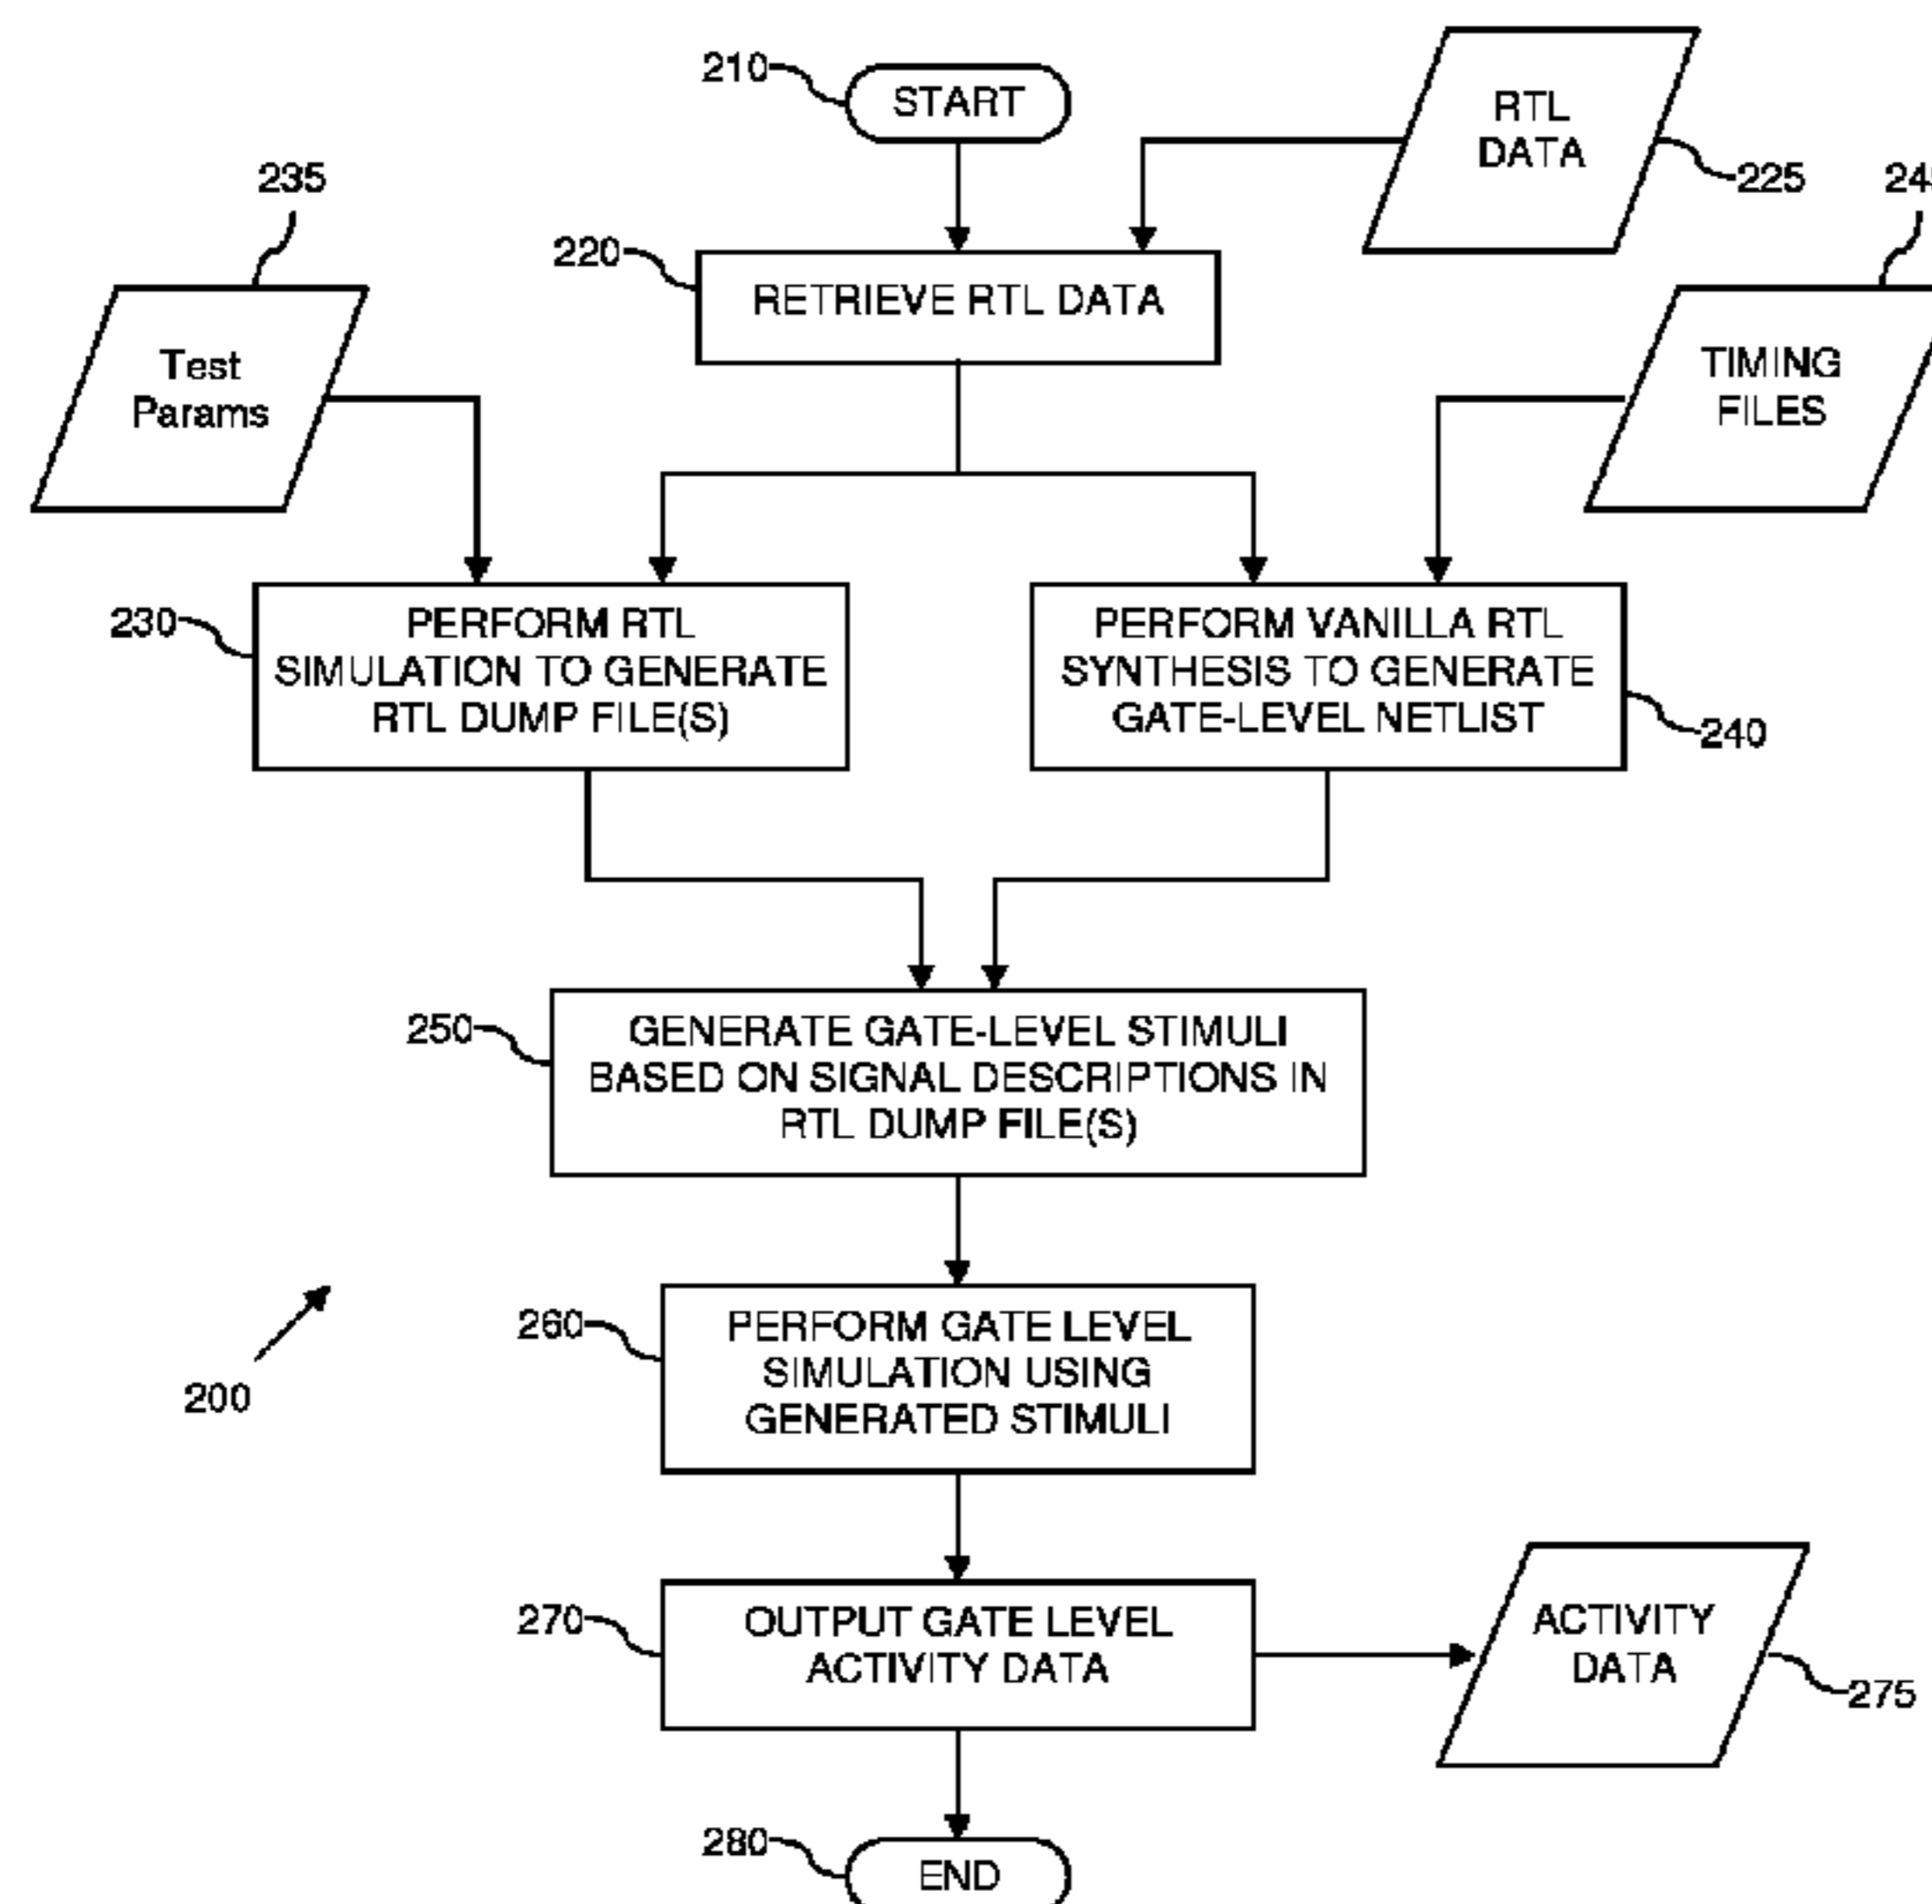 210
START
RTL
DATA
225
235
220
RETRIEVE RTL DATA
Test
Params
TIMING
FILES
230
PERFORM RTL
SIMULATION TO GENERATE
RTL DUMP FILE(S)
PERFORM VANILLA RTL
SYNTHESIS TO GENERATE
GATE-LEVEL NETLIST
240
250
GENERATE GATE-LEVEL STIMULI
BASED ON SIGNAL DESCRIPTIONS IN
RTL DUMP FILE(S)
200
260
PERFORM GATE LEVEL
SIMULATION USING
GENERATED STIMULI
270
OUTPUT GATE LEVEL
ACTIVITY DATA
ACTIVITY
DATA
275
280
END